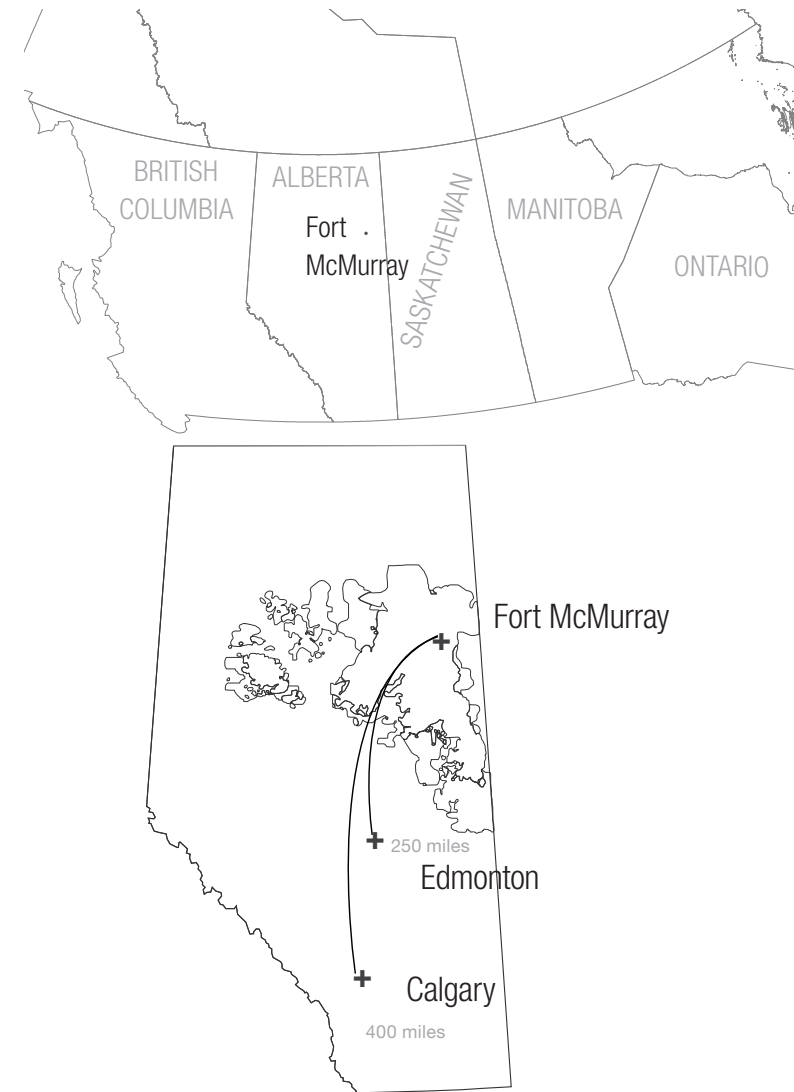 BRITISH
COLUMBIA
ALBERTA
Fort
McMurray
SASKATCHEWAN
MANITOBA
ONTARIO
Fort McMurray
250 miles
Edmonton
Calgary
400 miles